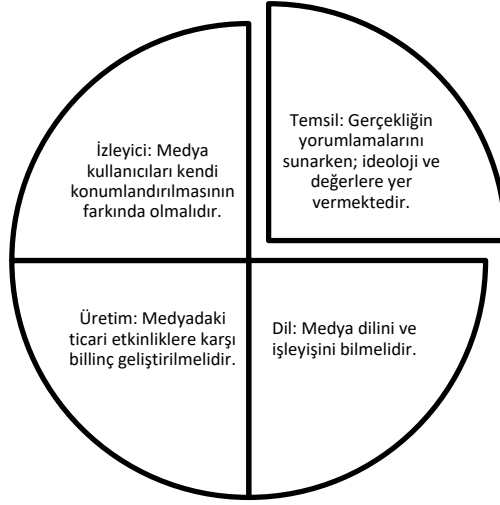 İzleyici: Medya
kullanıcıları kendi
konumlandırılmasının
farkında olmalıdır.
Temsil: Gerçekliğin
yorumlamalarını
sunarken; ideoloji ve
değerlere yer
vermektedir.
Üretim: Medyadaki
ticari etkinliklere karşı
billinç geliştirilmelidir.
Dil: Medya dilini ve
işleyişini bilmelidir.